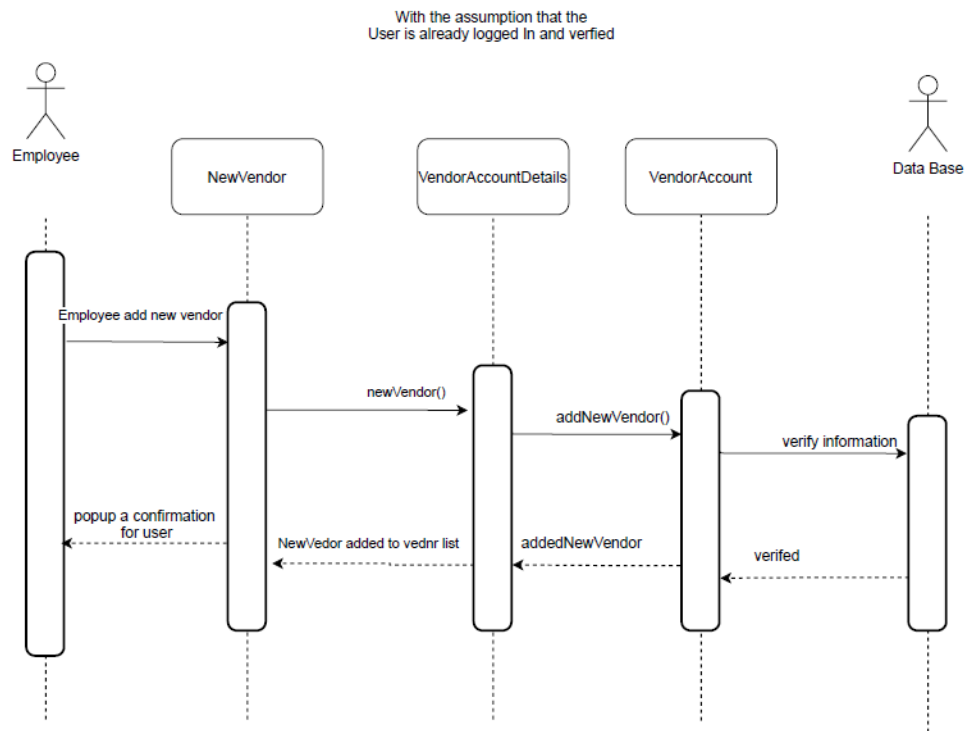 With the assumption that the
User is already logged In and verfied
Employee
NewVendor
VendorAccountDetails
VendorAccount
Data Base
Employee add new vendor
newVendor()
addNewVendor()
verify information
popup a confirmation
for user
NewVedor added to vednr list
addedNewVendor
verifed